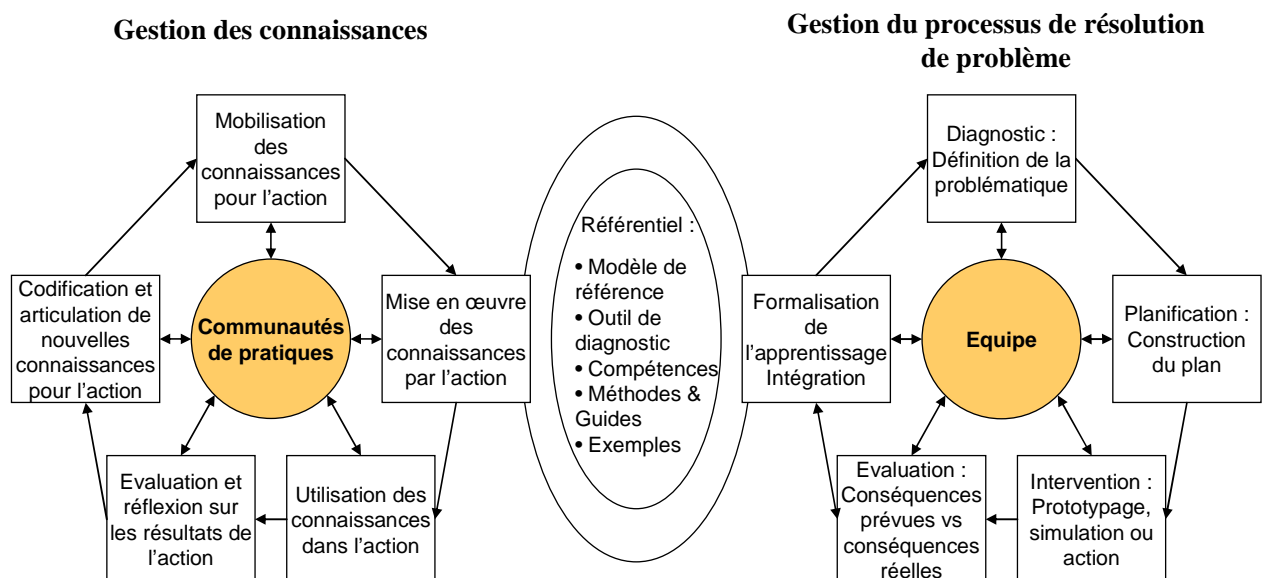 Gestion des connaissances
Gestion du processus de résolution
de problème
Mobilisation
des
connaissances
pour l’action
Codification et
articulation de
nouvelles
connaissances
pour l’action
Communautés
de pratiques
Mise en œuvre
des
connaissances
par l’action
Evaluation et
réflexion sur
les résultats de
l’action
Utilisation des
connaissances
dans l’action
Référentiel :
• Modèle de
référence
• Outil de
diagnostic
• Compétences
• Méthodes &
Guides
• Exemples
Diagnostic :
Définition de la
problématique
Formalisation
de
l’apprentissage
Intégration
Equipe
Planification :
Construction
du plan
Evaluation :
Conséquences
prévues vs
conséquences
réelles
Intervention :
Prototypage,
simulation ou
action